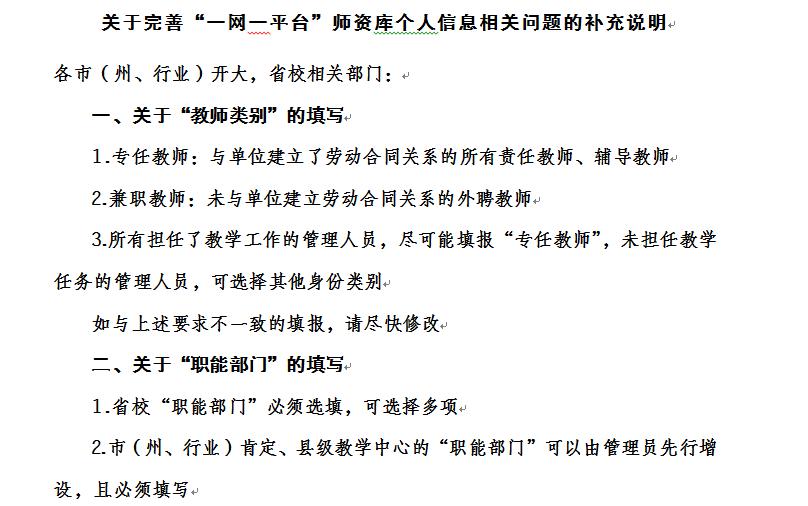 关于完善“一网一平台”师资库个人信息相关问题的补充说明
各市（州、行业）开大，省校相关部门：
一、关于“教师类别”的填写
1.专任教师：与单位建立了劳动合同关系的所有责任教师、辅导教师
2.兼职教师：未与单位建立劳动合同关系的外聘教师
3.所有担任了教学工作的管理人员，尽可能填报“专任教师”，未担任教学
任务的管理人员，可选择其他身份类别
如与上述要求不一致的填报，请尽快修改
二、关于“职能部门”的填写
1.省校“职能部门”必须选填，可选择多项
2.市（州、行业）肯定、县级教学中心的“职能部门”可以由管理员先行增
设，且必须填写